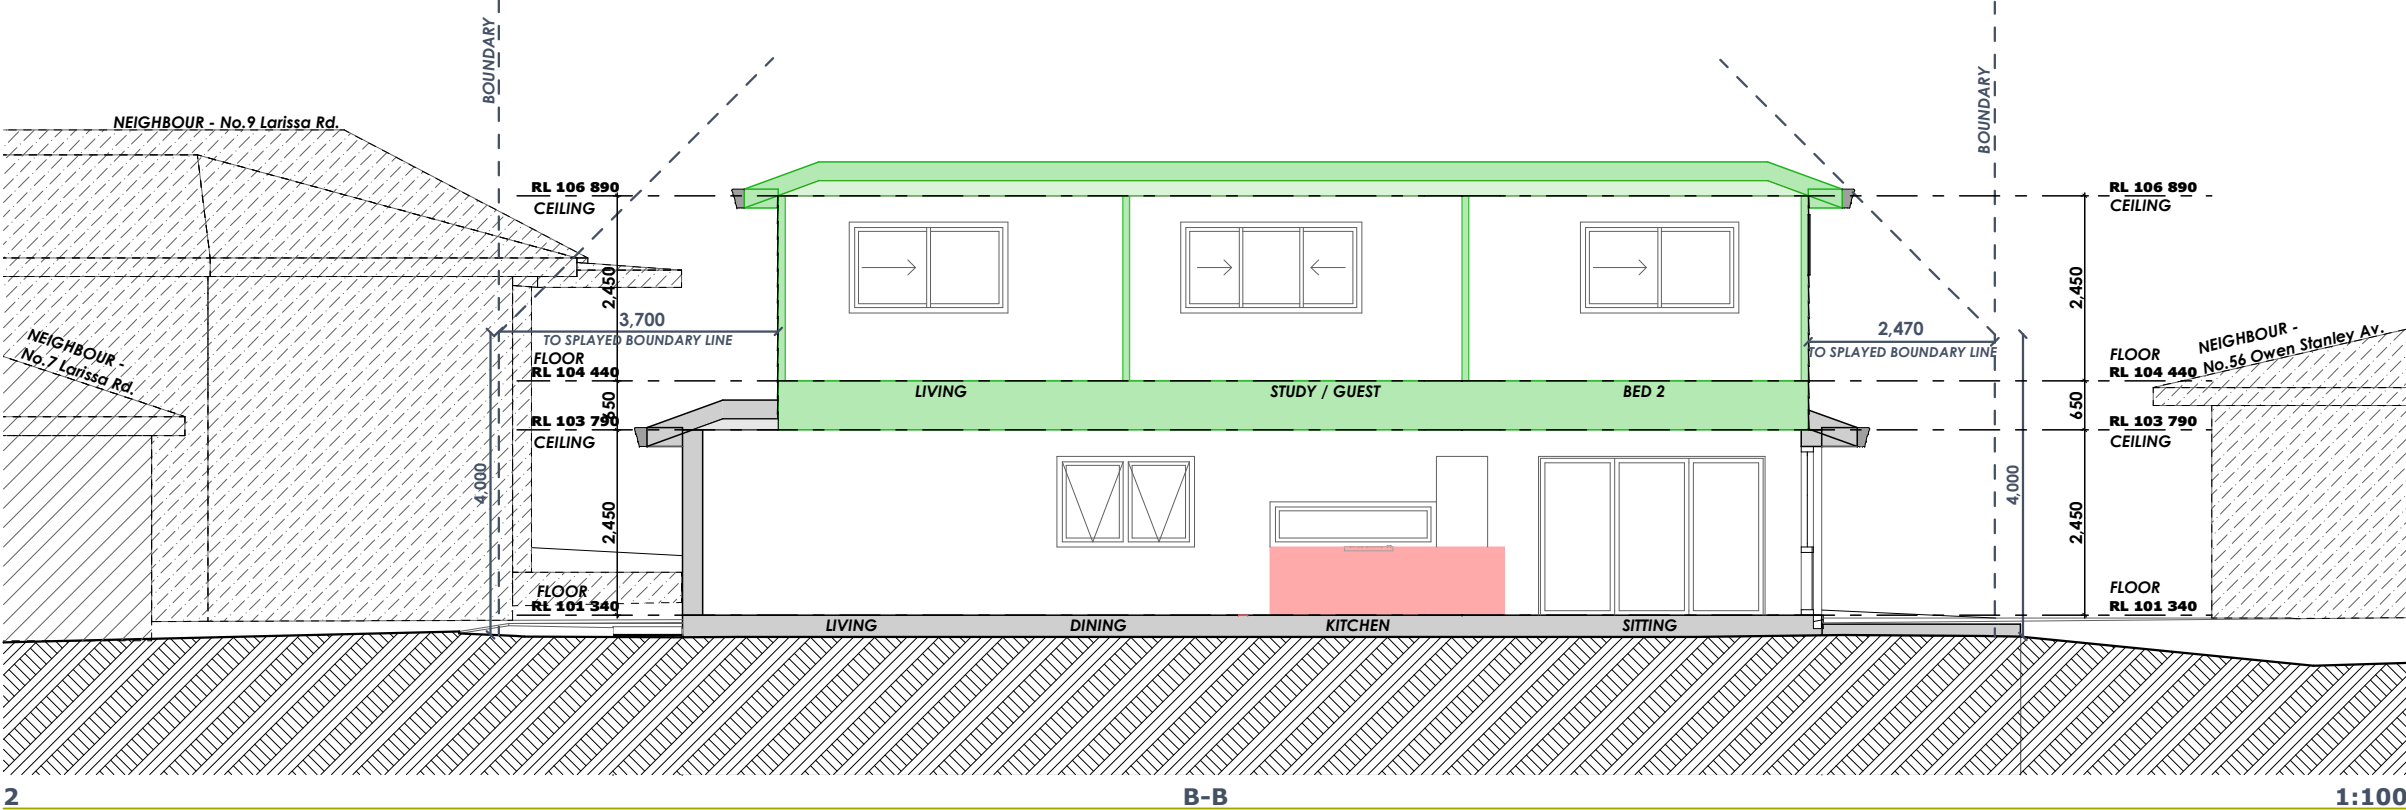 BOUNDARY
BOUNDARY
NEIGHBOUR - No.9 Larissa Rd.
RL 106 890
CEILING
RL 106 890
CEILING
2,450
2,450
3,700
TO SPLAYED BOUNDARY LINE
2,470
TO SPLAYED BOUNDARY LINE
NEIGHBOUR -
No.7 Larissa Rd.
NEIGHBOUR -
No.56 Owen Stanley Av.
FLOOR
RL 104 440
FLOOR
RL 104 440
LIVING
STUDY / GUEST
BED 2
650
650
RL 103 790
CEILING
RL 103 790
CEILING
4,000
2,450
4,000
2,450
FLOOR
RL 101 340
FLOOR
RL 101 340
LIVING
DINING
KITCHEN
SITTING
2
B-B
1:100